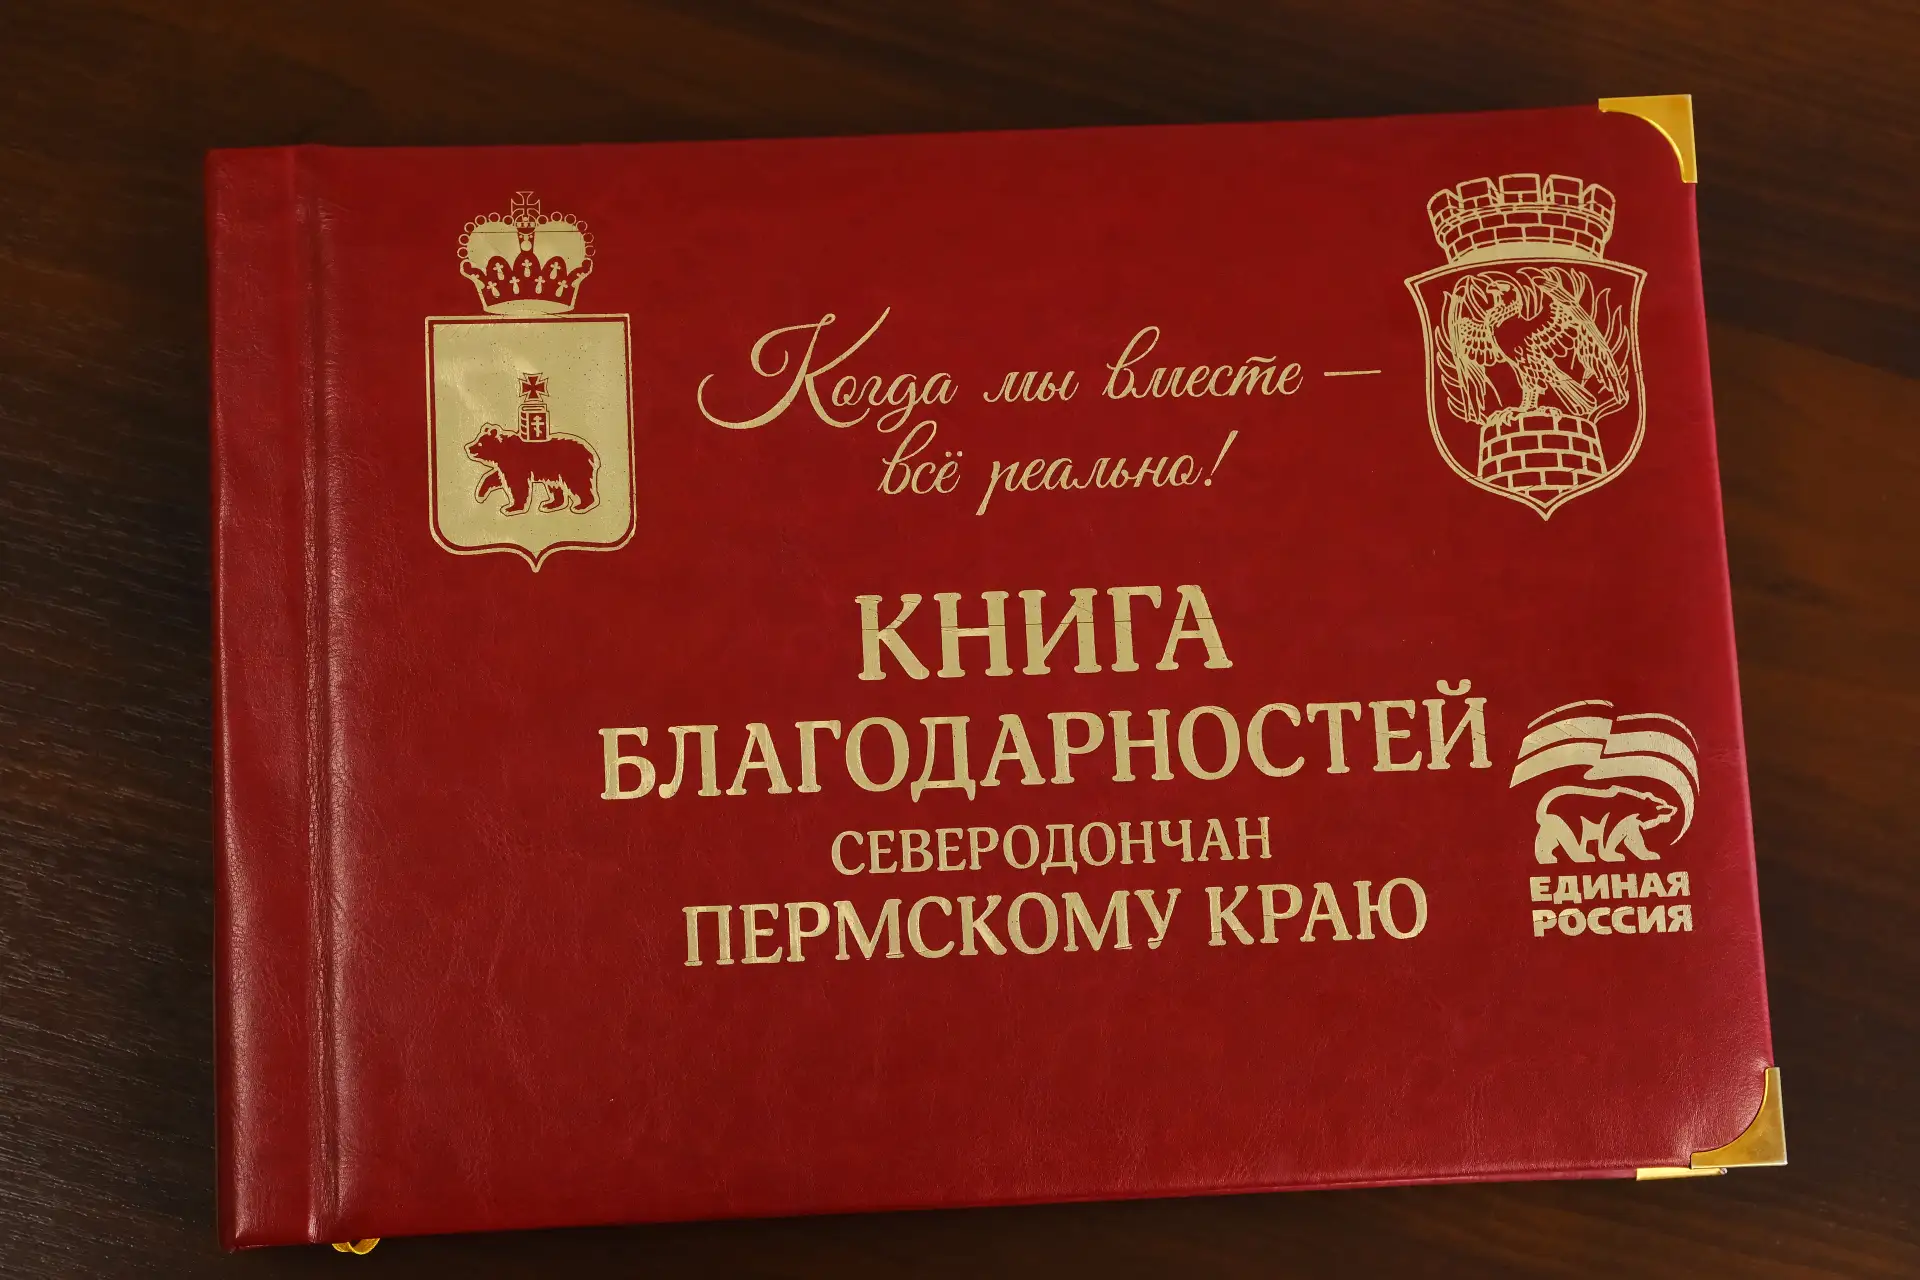 Когда мы вместе —
всё реально!
КНИГА
БЛАГОДАРНОСТЕЙ
СЕВЕРОДОНЧАН
ПЕРМСКОМУ КРАЮ
ЕДИНАЯ
РОССИЯ